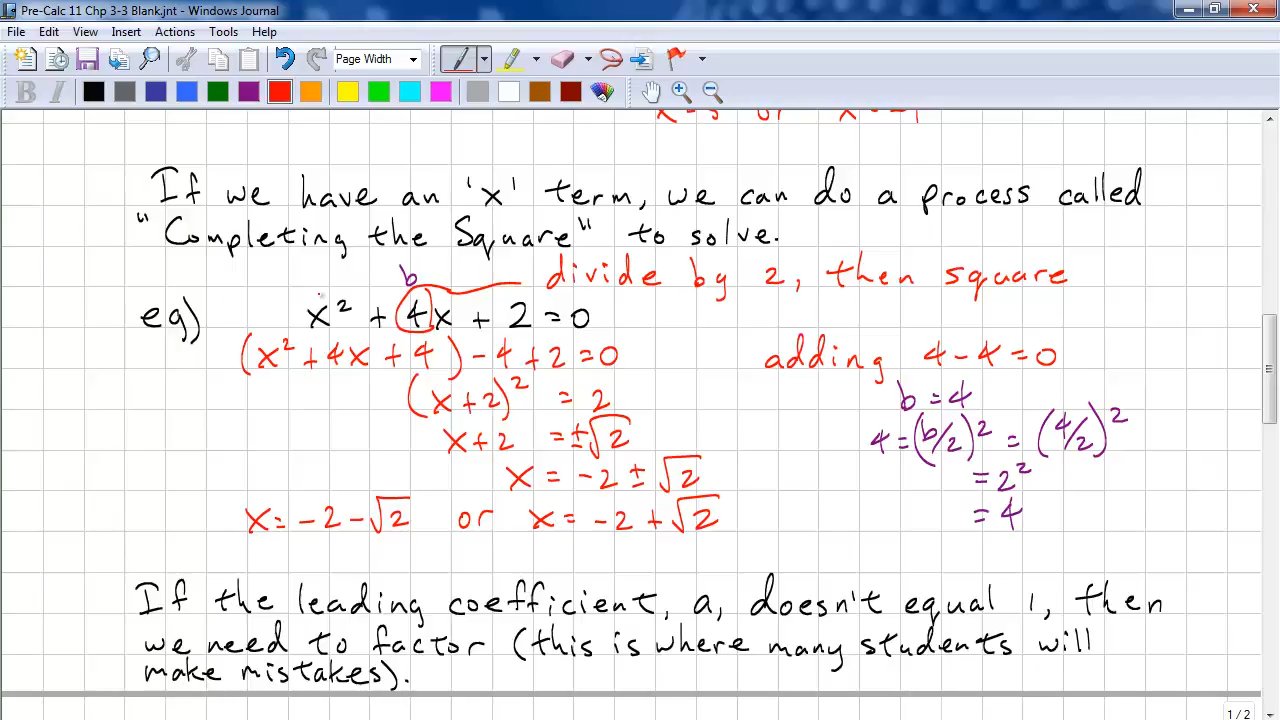 Pre-Calc 11 Chp 3-3 Blank.jnt - Windows Journal
File Edit View Insert Actions Tools Help
Page Width
B I
If we have an 'x' term, we can do a process called
"Completing the Square" to solve.
b
divide by 2, then square
eg) x² + 4x + 2 = 0
(x² + 4x + 4) - 4 + 2 = 0 adding 4 - 4 = 0
(x + 2)² = 2 b = 4
x + 2 = ±√2 4 = (b/2)² = (4/2)²
x = -2 ± √2 = 2²
x = -2 - √2 or x = -2 + √2 = 4
If the leading coefficient, a, doesn't equal 1, then
we need to factor (this is where many students will
make mistakes).
1 / 2